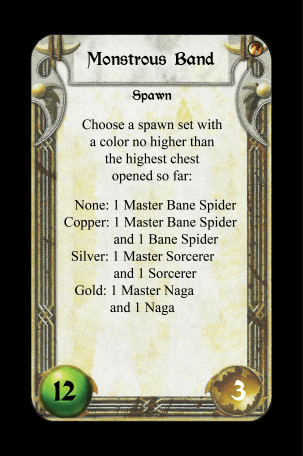 Monstrous Band
Spawn
Choose a spawn set with
a color no higher than
the highest chest
opened so far:
None: 1 Master Bane Spider
Copper: 1 Master Bane Spider
and 1 Bane Spider
Silver: 1 Master Sorcerer
and 1 Sorcerer
Gold: 1 Master Naga
and 1 Naga
12
3